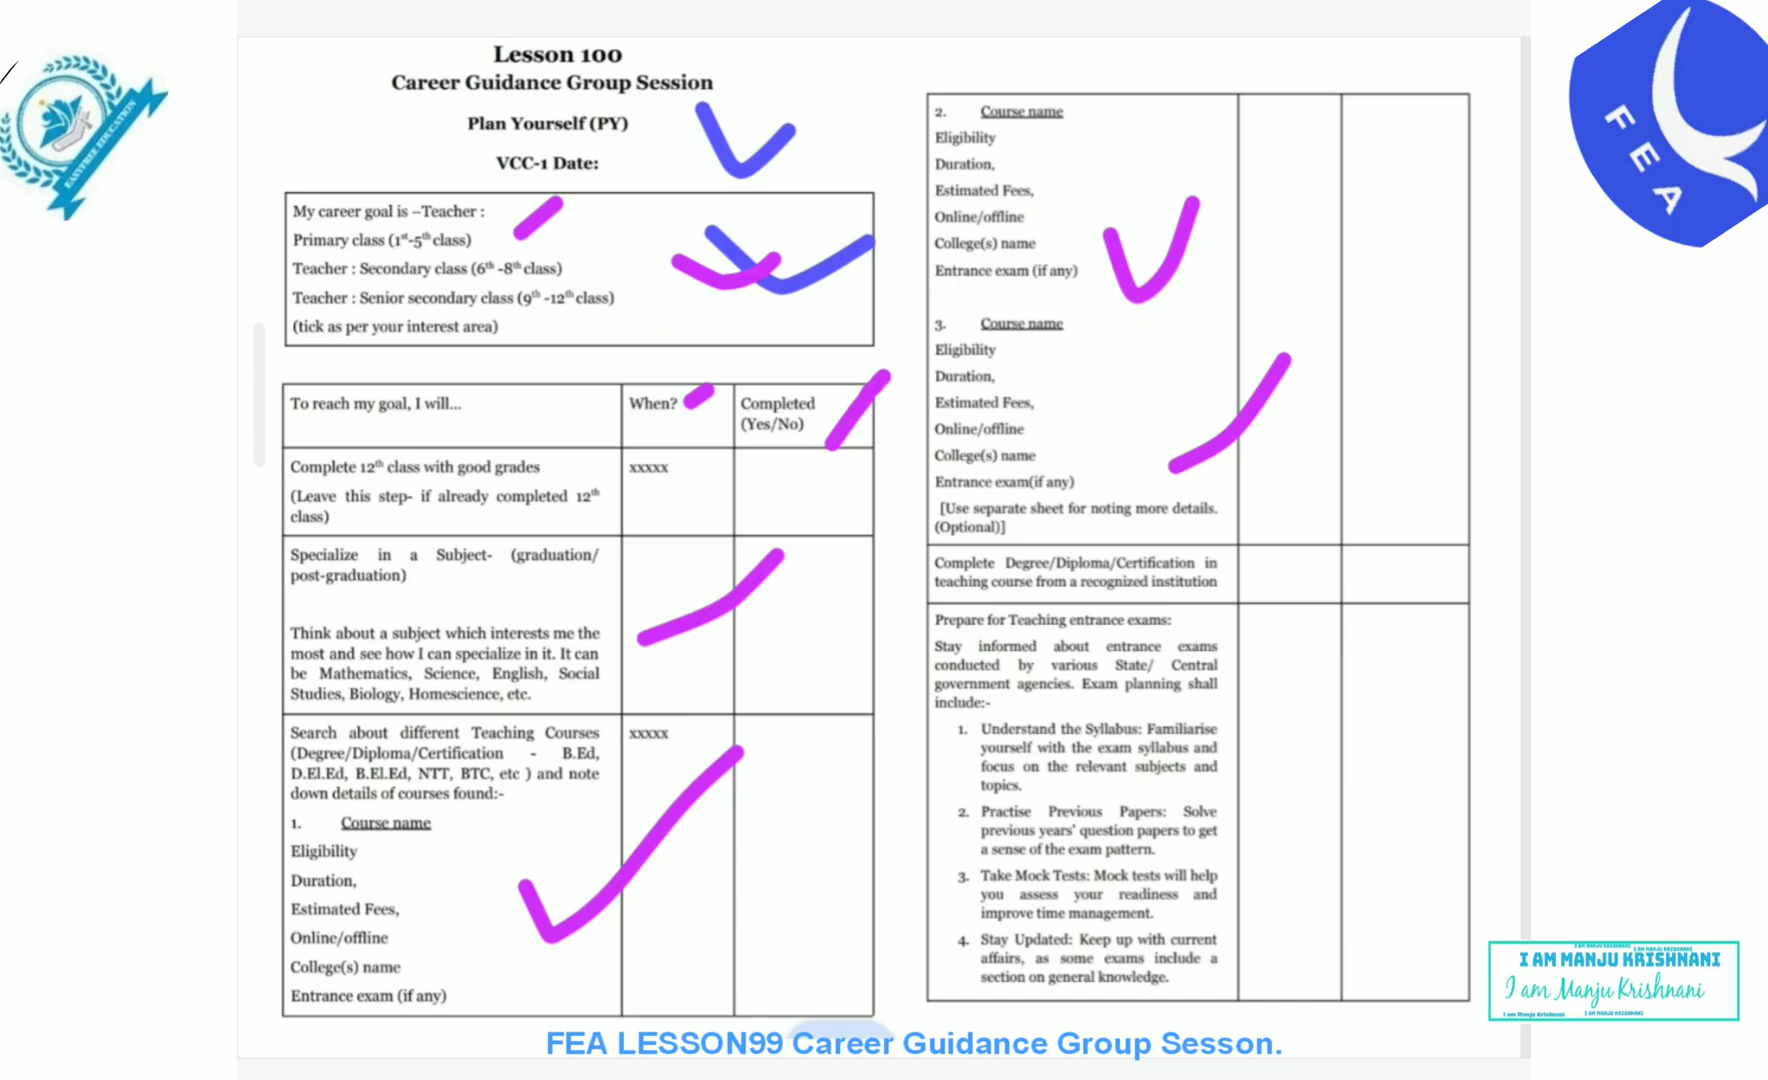 EASYFREE EDUCATION
FEA
Lesson 100
Career Guidance Group Session
Plan Yourself (PY)
VCC-1 Date:
My career goal is –Teacher :
Primary class (1st-5th class)
Teacher : Secondary class (6th -8th class)
Teacher : Senior secondary class (9th -12th class)
(tick as per your interest area)
To reach my goal, I will...
When?
Completed
(Yes/No)
Complete 12th class with good grades
(Leave this step- if already completed 12th
class)
xxxxx
Specialize in a Subject- (graduation/
post-graduation)
Think about a subject which interests me the
most and see how I can specialize in it. It can
be Mathematics, Science, English, Social
Studies, Biology, Homescience, etc.
Search about different Teaching Courses
(Degree/Diploma/Certification - B.Ed,
D.El.Ed, B.El.Ed, NTT, BTC, etc ) and note
down details of courses found:-
xxxxx
1. Course name
Eligibility
Duration,
Estimated Fees,
Online/offline
College(s) name
Entrance exam (if any)
2. Course name
Eligibility
Duration,
Estimated Fees,
Online/offline
College(s) name
Entrance exam (if any)
3. Course name
Eligibility
Duration,
Estimated Fees,
Online/offline
College(s) name
Entrance exam(if any)
[Use separate sheet for noting more details.
(Optional)]
Complete Degree/Diploma/Certification in
teaching course from a recognized institution
Prepare for Teaching entrance exams:
Stay informed about entrance exams
conducted by various State/ Central
government agencies. Exam planning shall
include:-
1. Understand the Syllabus: Familiarise
yourself with the exam syllabus and
focus on the relevant subjects and
topics.
2. Practise Previous Papers: Solve
previous years' question papers to get
a sense of the exam pattern.
3. Take Mock Tests: Mock tests will help
you assess your readiness and
improve time management.
4. Stay Updated: Keep up with current
affairs, as some exams include a
section on general knowledge.
I AM MANJU KRISHNANI I AM MANJU KRISHNANI
I AM MANJU KRISHNANI
I am Manju Krishnani
I am Manju Krishnani I AM MANJU KRISHNANI
FEA LESSON99 Career Guidance Group Sesson.